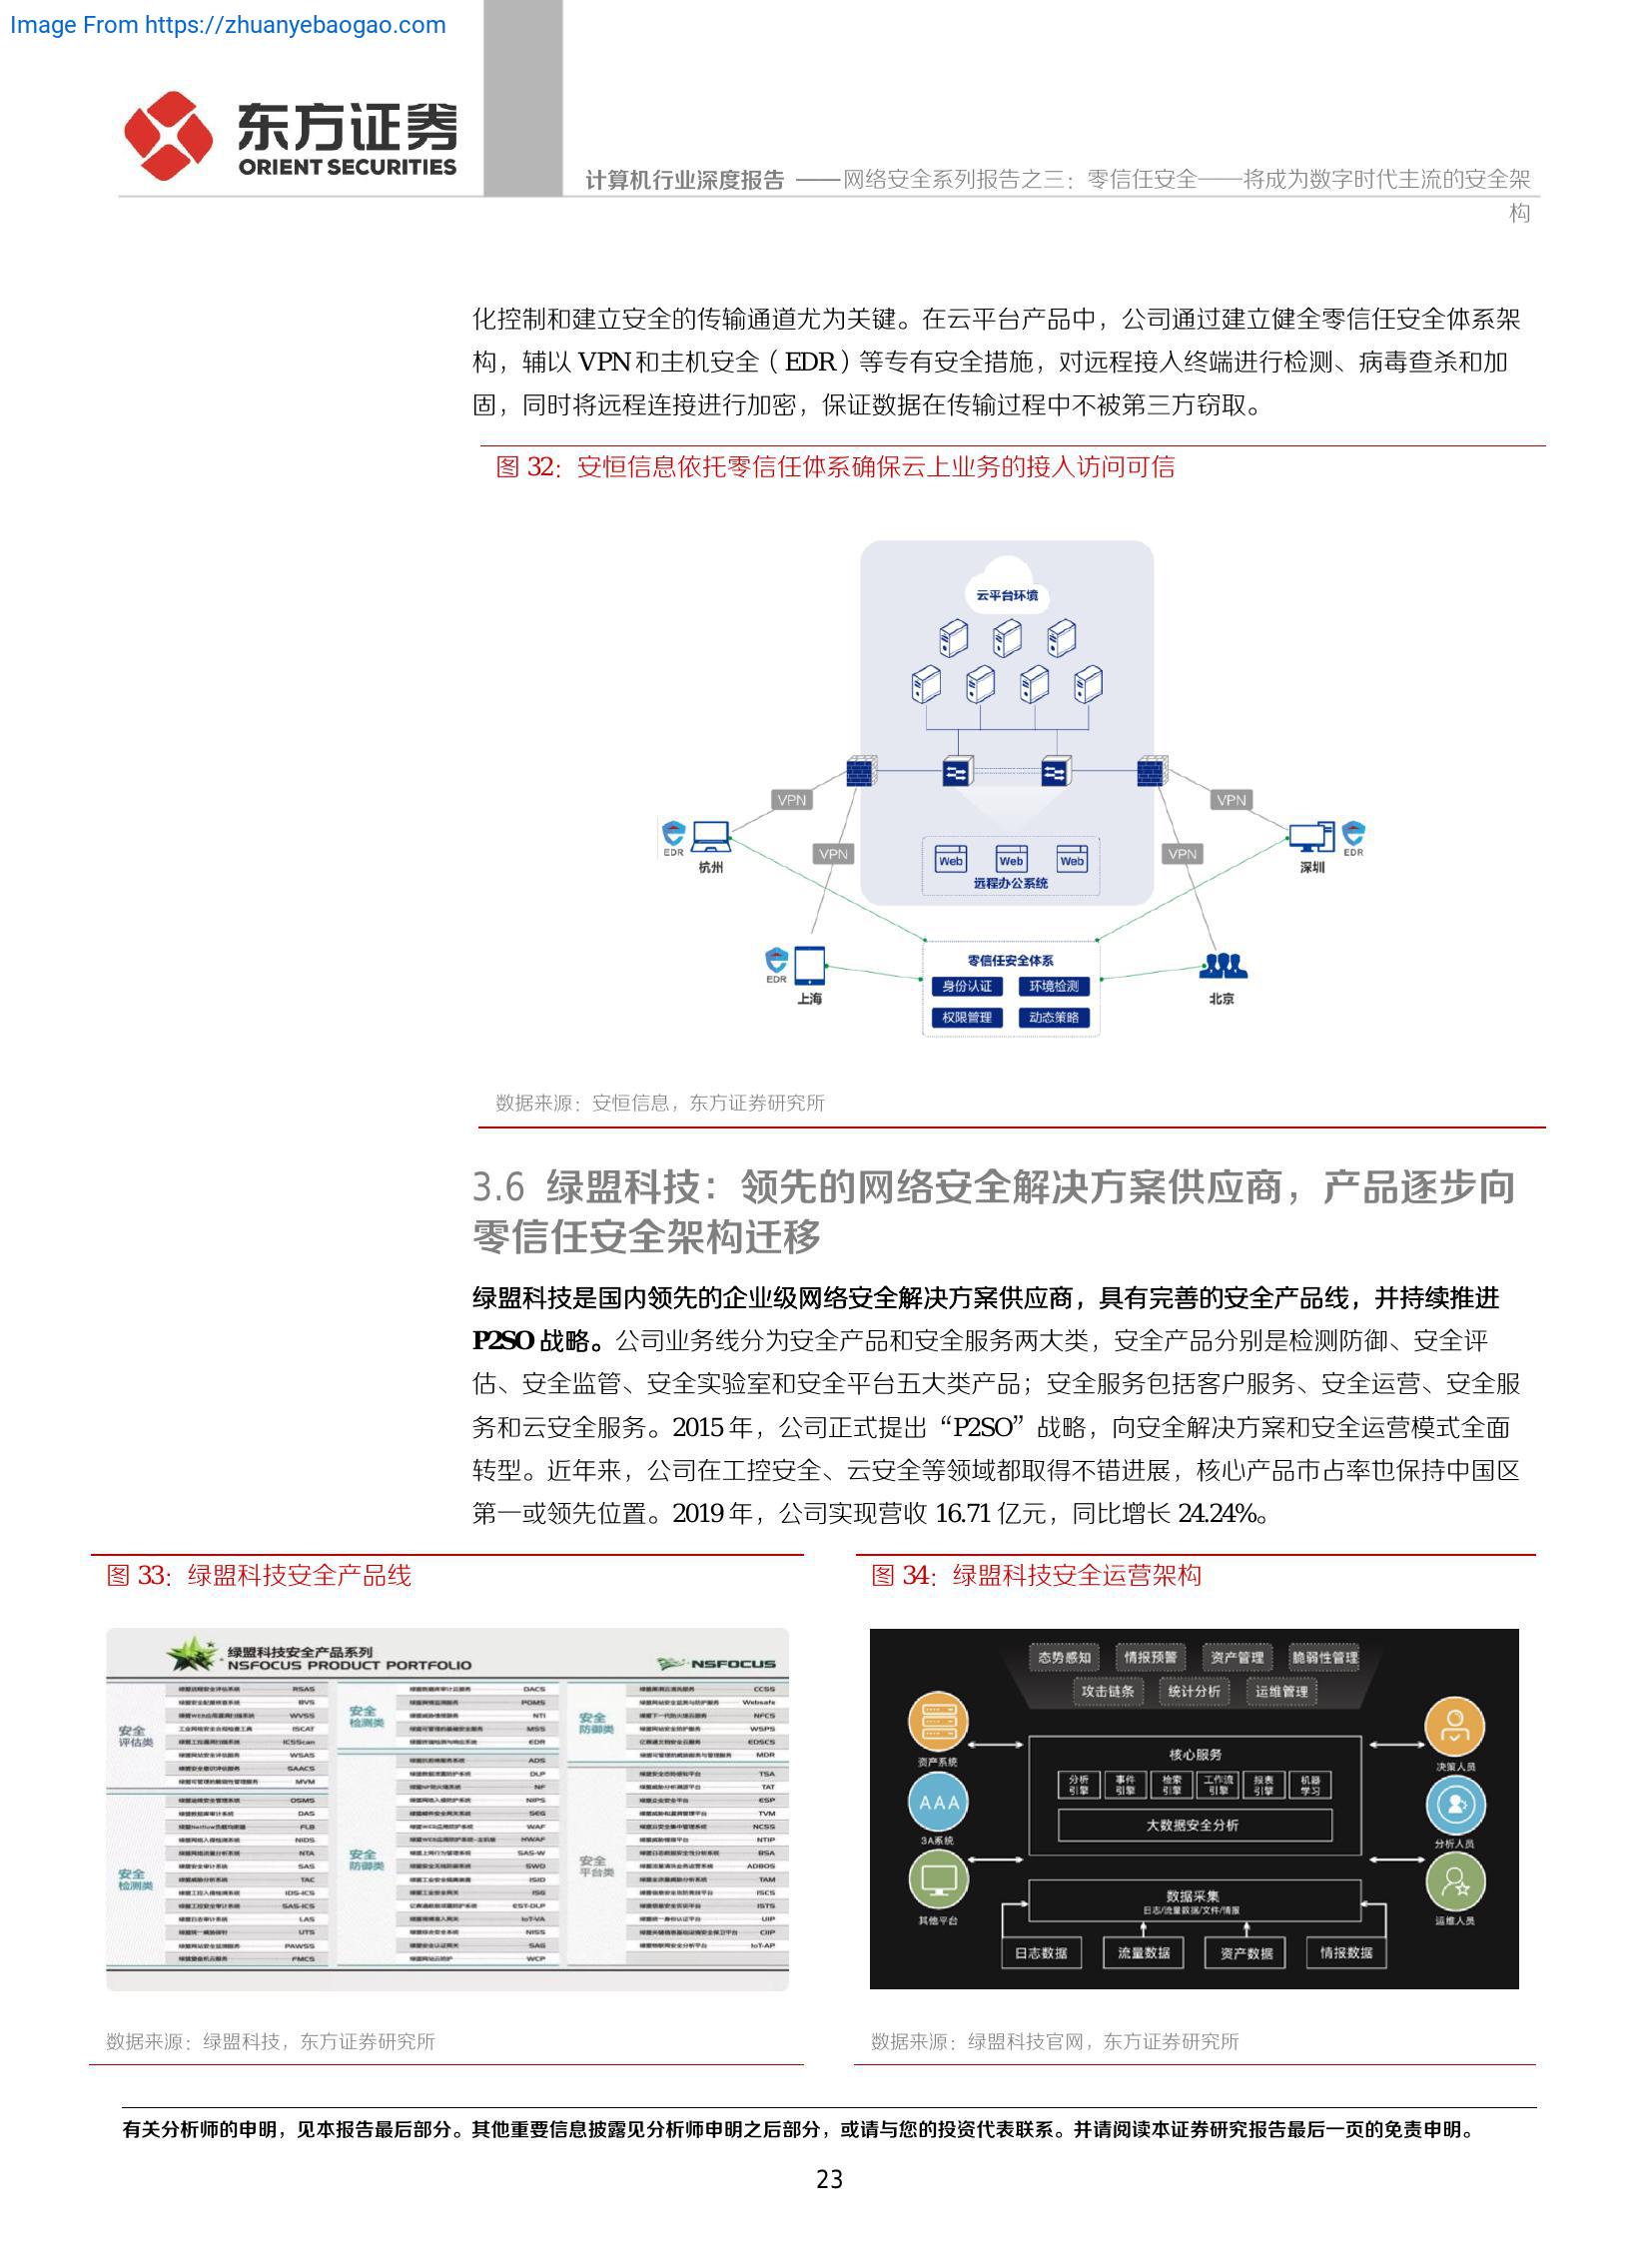 Image From https://zhuanyebaogao.com
东方证券
ORIENT SECURITIES
计算机行业深度报告 ——网络安全系列报告之三：零信任安全——将成为数字时代主流的安全架
构
化控制和建立安全的传输通道尤为关键。在云平台产品中，公司通过建立健全零信任安全体系架
构，辅以 VPN 和主机安全（EDR）等专有安全措施，对远程接入终端进行检测、病毒查杀和加
固，同时将远程连接进行加密，保证数据在传输过程中不被第三方窃取。
图 32：安恒信息依托零信任体系确保云上业务的接入访问可信
云平台环境
VPN
VPN
EDR
杭州
VPN
VPN
Web
Web
Web
远程办公系统
深圳
EDR
零信任安全体系
EDR
上海
身份认证
环境检测
权限管理
动态策略
北京
数据来源：安恒信息，东方证券研究所
3.6 绿盟科技：领先的网络安全解决方案供应商，产品逐步向
零信任安全架构迁移
绿盟科技是国内领先的企业级网络安全解决方案供应商，具有完善的安全产品线，并持续推进
P2SO 战略。公司业务线分为安全产品和安全服务两大类，安全产品分别是检测防御、安全评
估、安全监管、安全实验室和安全平台五大类产品；安全服务包括客户服务、安全运营、安全服
务和云安全服务。2015 年，公司正式提出“P2SO”战略，向安全解决方案和安全运营模式全面
转型。近年来，公司在工控安全、云安全等领域都取得不错进展，核心产品市占率也保持中国区
第一或领先位置。2019 年，公司实现营收 16.71 亿元，同比增长 24.24%。
图 33：绿盟科技安全产品线
绿盟科技安全产品系列
NSFOCUS PRODUCT PORTFOLIO
NSFOCUS
安全
评估类
RSAS
BVS
WVSS
ISCAT
ICSScan
WSAS
SAACS
MVM
安全
检测类
OSMS
DAS
FLB
NIDS
NTA
SAS
TAC
IDS-ICS
SAS-ICS
LAS
UTS
PAWSS
PMCS
安全
检测类
DACS
POMS
NTI
MSS
EDR
安全
防御类
ADS
DLP
NF
NIPS
SEG
WAF
HWAF
SAS-W
SWD
ISID
ISG
EST-DLP
IoT-VA
NISS
SAG
WCP
安全
防御类
CCSS
Websafe
NFCS
WSPS
EDSCS
MDR
安全
平台类
TSA
TAT
ESP
TVM
NCSS
NTIP
BSA
ADBOS
TAM
ISCS
ISTS
UIP
CIIP
IoT-AP
数据来源：绿盟科技，东方证券研究所
图 34：绿盟科技安全运营架构
态势感知
情报预警
资产管理
脆弱性管理
攻击链条
统计分析
运维管理
资产系统
AAA
3A系统
其他平台
核心服务
分析
引擎
事件
引擎
检索
引擎
工作流
引擎
报表
引擎
机器
学习
大数据安全分析
数据采集
日志/流量数据/文件/情报
日志数据
流量数据
资产数据
情报数据
决策人员
分析人员
运维人员
数据来源：绿盟科技官网，东方证券研究所
有关分析师的申明，见本报告最后部分。其他重要信息披露见分析师申明之后部分，或请与您的投资代表联系。并请阅读本证券研究报告最后一页的免责申明。
23